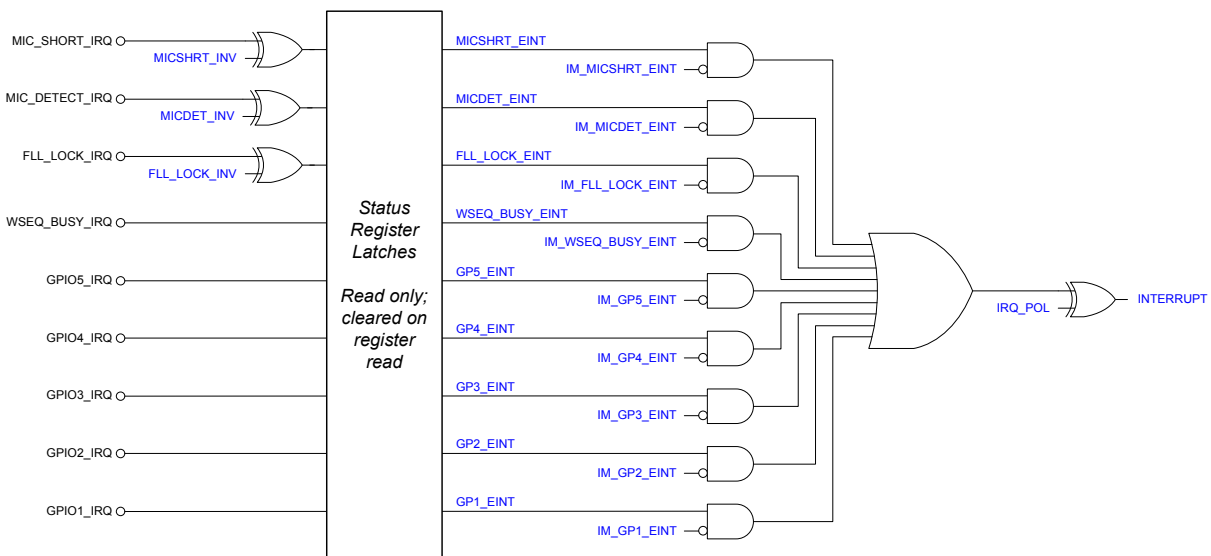 MIC_SHORT_IRQ
MICSHRT_INV
MICSHRT_EINT
IM_MICSHRT_EINT
MIC_DETECT_IRQ
MICDET_INV
MICDET_EINT
IM_MICDET_EINT
FLL_LOCK_IRQ
FLL_LOCK_INV
FLL_LOCK_EINT
IM_FLL_LOCK_EINT
WSEQ_BUSY_IRQ
WSEQ_BUSY_EINT
IM_WSEQ_BUSY_EINT
Status
Register
Latches
Read only;
cleared on
register
read
GPIO5_IRQ
GP5_EINT
IM_GP5_EINT
GPIO4_IRQ
GP4_EINT
IM_GP4_EINT
GPIO3_IRQ
GP3_EINT
IM_GP3_EINT
GPIO2_IRQ
GP2_EINT
IM_GP2_EINT
GPIO1_IRQ
GP1_EINT
IM_GP1_EINT
IRQ_POL
INTERRUPT